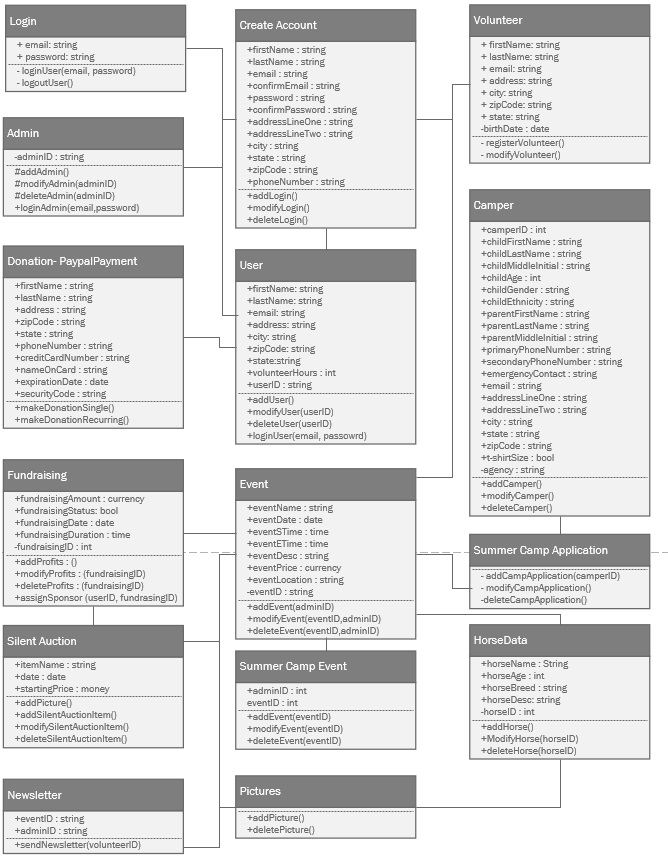 Login
+ email: string
+ password: string
- loginUser(email, password)
- logoutUser()
Admin
-adminID : string
#addAdmin()
#modifyAdmin(adminID)
#deleteAdmin(adminID)
+loginAdmin(email,password)
Donation- PaypalPayment
+firstName : string
+lastName : string
+address : string
+zipCode : string
+state : string
+phoneNumber : string
+creditCardNumber : string
+nameOnCard : string
+expirationDate : date
+securityCode : string
+makeDonationSingle()
+makeDonationRecurring()
Fundraising
+fundraisingAmount : currency
+fundraisingStatus: bool
+fundraisingDate : date
+fundraisingDuration : time
-fundraisingID : int
+addProfits : ()
+modifyProfits : (fundraisingID)
+deleteProfits : (fundraisingID)
+assignSponsor (userID, fundrasingID)
Silent Auction
+itemName : string
+date : date
+startingPrice : money
+addPicture()
+addSilentAuctionItem()
+modifySilentAuctionItem()
+deleteSilentAuctionItem()
Newsletter
+eventID : string
+adminID : string
+sendNewsletter(volunteerID)
Create Account
+firstName : string
+lastName : string
+email : string
+confirmEmail : string
+password : string
+confirmPassword : string
+addressLineOne : string
+addressLineTwo : string
+city : string
+state : string
+zipCode : string
+phoneNumber : string
+addLogin()
+modifyLogin()
+deleteLogin()
User
+firstName: string
+lastName: string
+email: string
+address: string
+city: string
+zipCode: string
+state:string
+volunteerHours : int
+userID : string
+addUser()
+modifyUser(userID)
+deleteUser(userID)
+loginUser(email, passowrd)
Event
+eventName : string
+eventDate : date
+eventSTime : time
+eventETime : time
+eventDesc : string
+eventPrice : currency
+eventLocation : string
-eventID : string
+addEvent(adminID)
+modifyEvent(eventID,adminID)
+deleteEvent(eventID,adminID)
Summer Camp Event
+adminID : int
eventID : int
+addEvent(eventID)
+modifyEvent(eventID)
+deleteEvent(eventID)
Pictures
+addPicture()
+deletePicture()
Volunteer
+ firstName: string
+ lastName: string
+ email: string
+ address: string
+ city: string
+ zipCode: string
+ state: string
-birthDate : date
- registerVolunteer()
- modifyVolunteer()
Camper
+camperID : int
+childFirstName : string
+childLastName : string
+childMiddleInitial : string
+childAge : int
+childGender : string
+childEthnicity : string
+parentFirstName : string
+parentLastName : string
+parentMiddleInitial : string
+primaryPhoneNumber : string
+secondaryPhoneNumber : string
+emergencyContact : string
+email : string
+addressLineOne : string
+addressLineTwo : string
+city : string
+state : string
+zipCode : string
+t-shirtSize : bool
-agency : string
+addCamper()
+modifyCamper()
+deleteCamper()
Summer Camp Application
- addCampApplication(camperID)
- modifyCampApplication()
-deleteCampApplication()
HorseData
+horseName : String
+horseAge : int
+horseBreed : string
+horseDesc: string
-horseID : int
+addHorse()
+ModifyHorse(horseID)
+deleteHorse(horseID)